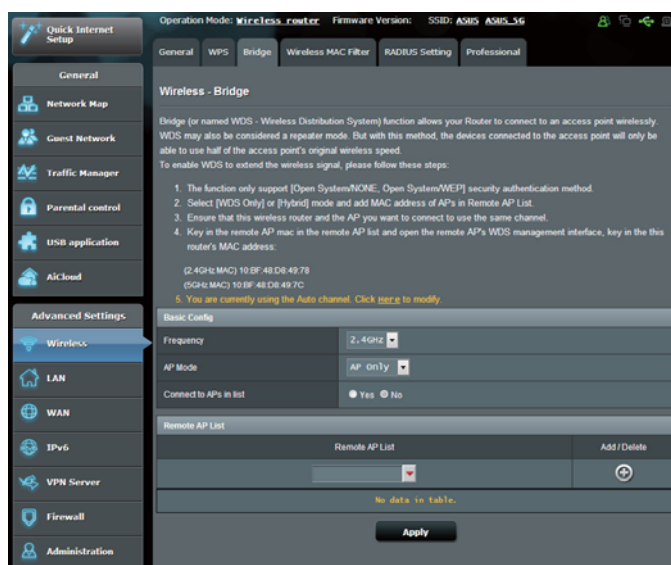 Quick Internet Setup
Operation Mode: Wireless router Firmware Version: SSID: ASUS ASUS_5G
General WPS Bridge Wireless MAC Filter RADIUS Setting Professional
General
Network Map
Guest Network
Traffic Manager
Parental control
USB application
AiCloud
Advanced Settings
Wireless
LAN
WAN
IPv6
VPN Server
Firewall
Administration
Wireless - Bridge
Bridge (or named WDS - Wireless Distribution System) function allows your Router to connect to an access point wirelessly.
WDS may also be considered a repeater mode. But with this method, the devices connected to the access point will only be
able to use half of the access point's original wireless speed.
To enable WDS to extend the wireless signal, please follow these steps:
1. The function only support [Open System/NONE, Open System/WEP] security authentication method.
2. Select [WDS Only] or [Hybrid] mode and add MAC address of APs in Remote AP List.
3. Ensure that this wireless router and the AP you want to connect to use the same channel.
4. Key in the remote AP mac in the remote AP list and open the remote AP's WDS management interface, key in the this
router's MAC address:
(2.4GHz MAC) 10:BF:48:D8:49:78
(5GHz MAC) 10:BF:48:D8:49:7C
5. You are currently using the Auto channel. Click Here to modify.
Basic Config
Frequency 2.4GHz
AP Mode AP Only
Connect to APs in list Yes No
Remote AP List
Remote AP List Add / Delete
No data in table.
Apply